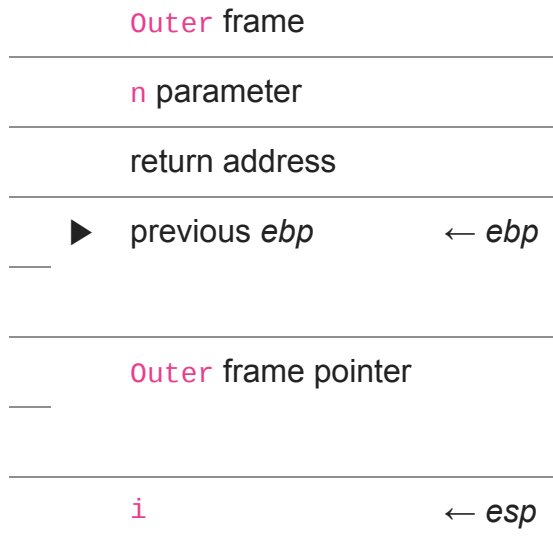 Outer frame
n parameter
return address
▶ previous ebp ← ebp
Outer frame pointer
i ← esp